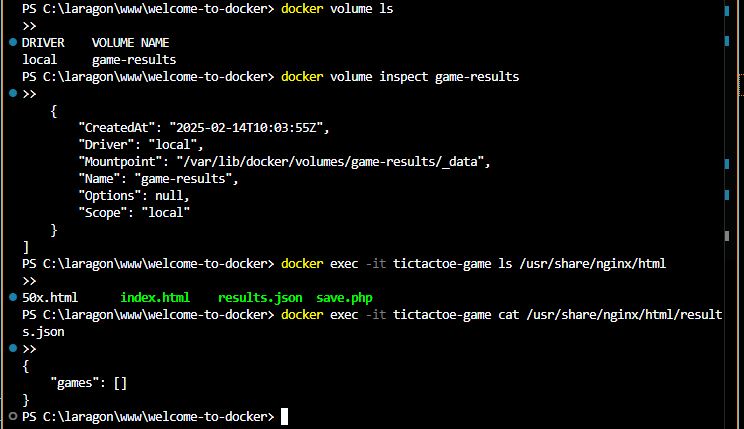 PS C:\laragon\www\welcome-to-docker> docker volume ls
>>
DRIVER    VOLUME NAME
local     game-results
PS C:\laragon\www\welcome-to-docker> docker volume inspect game-results
>>
    {
        "CreatedAt": "2025-02-14T10:03:55Z",
        "Driver": "local",
        "Mountpoint": "/var/lib/docker/volumes/game-results/_data",
        "Name": "game-results",
        "Options": null,
        "Scope": "local"
    }
]
PS C:\laragon\www\welcome-to-docker> docker exec -it tictactoe-game ls /usr/share/nginx/html
>>
50x.html      index.html    results.json  save.php
PS C:\laragon\www\welcome-to-docker> docker exec -it tictactoe-game cat /usr/share/nginx/html/result
s.json
>>
{
    "games": []
}
PS C:\laragon\www\welcome-to-docker>